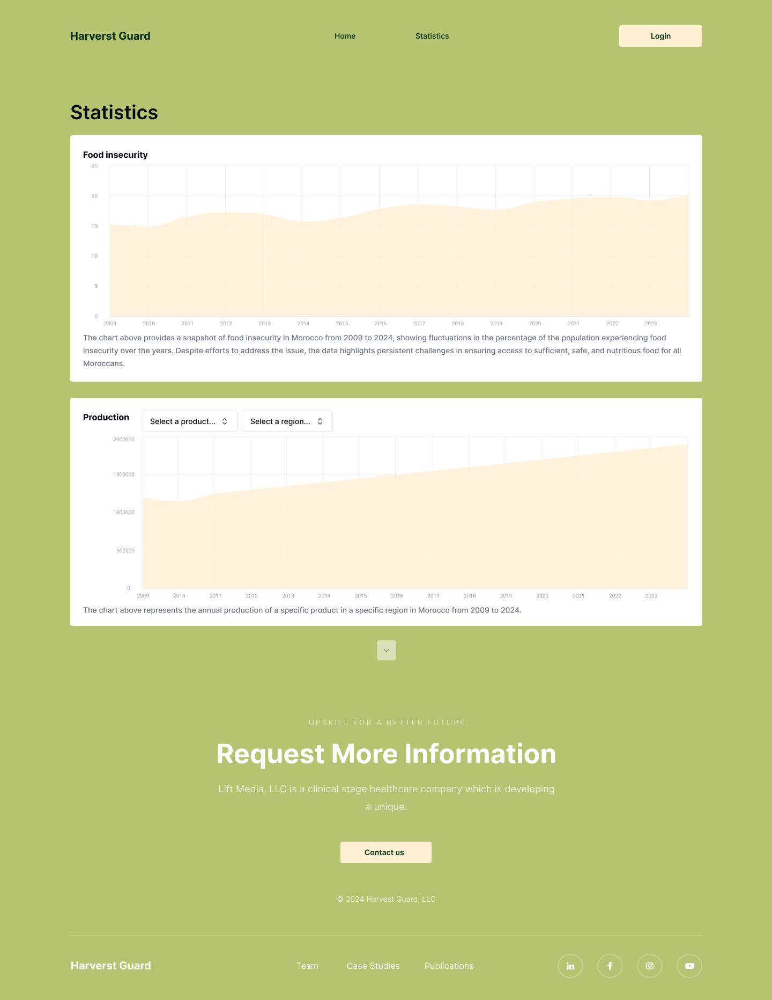 Harverst Guard
Home
Statistics
Login
Statistics
Food insecurity
25
20
15
10
5
0
2009 2010 2011 2012 2013 2014 2015 2016 2017 2018 2019 2020 2021 2022 2023
The chart above provides a snapshot of food insecurity in Morocco from 2009 to 2024, showing fluctuations in the percentage of the population experiencing food
insecurity over the years. Despite efforts to address the issue, the data highlights persistent challenges in ensuring access to sufficient, safe, and nutritious food for all
Moroccans.
Production
Select a product...
Select a region...
2000000
1500000
1000000
500000
0
2009 2010 2011 2012 2013 2014 2015 2016 2017 2018 2019 2020 2021 2022 2023
The chart above represents the annual production of a specific product in a specific region in Morocco from 2009 to 2024.
UPSKILL FOR A BETTER FUTURE
Request More Information
Lift Media, LLC is a clinical stage healthcare company which is developing
a unique.
Contact us
© 2024 Harvest Guard, LLC
Harverst Guard
Team
Case Studies
Publications